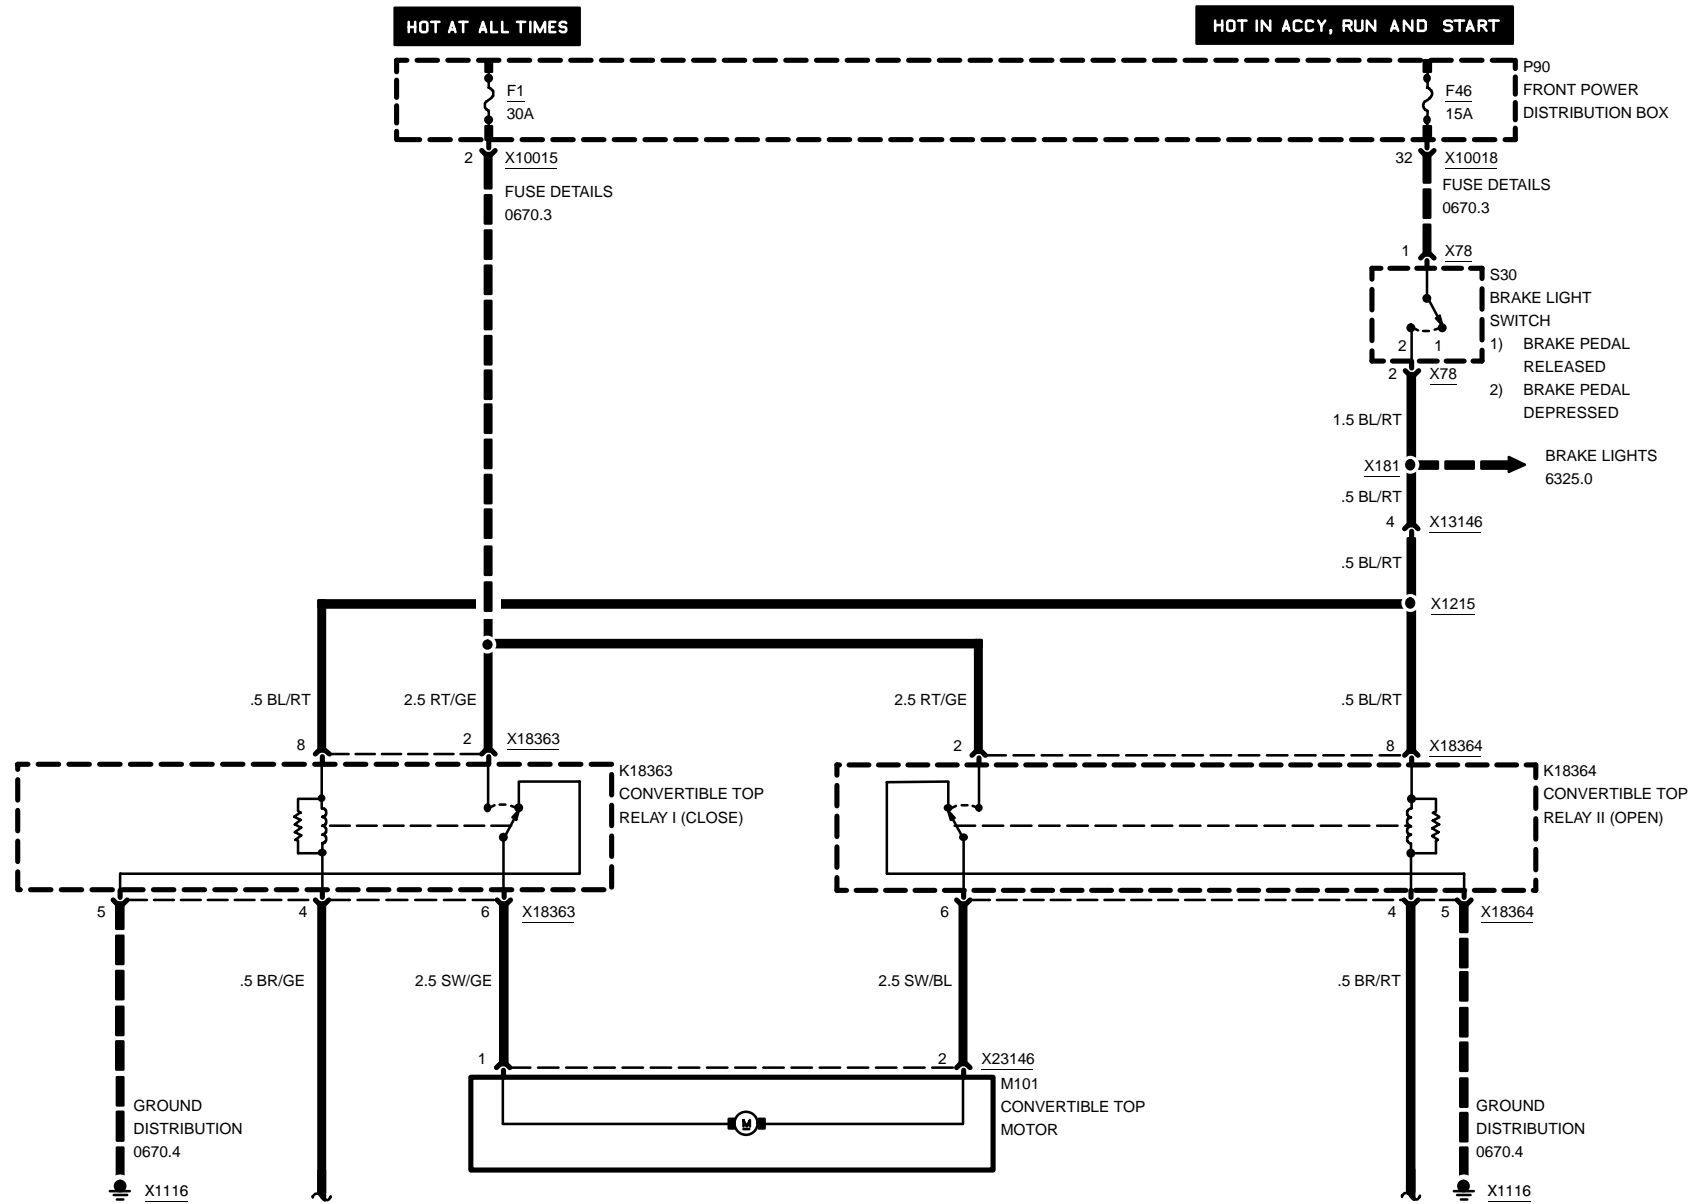 HOT AT ALL TIMES
HOT IN ACCY, RUN AND START
F1
30A
F46
15A
P90
FRONT POWER
DISTRIBUTION BOX
2
X10015
FUSE DETAILS
0670.3
32
X10018
FUSE DETAILS
0670.3
1
X78
S30
BRAKE LIGHT
SWITCH
1) BRAKE PEDAL
RELEASED
2) BRAKE PEDAL
DEPRESSED
2
1
2
X78
1.5 BL/RT
X181
BRAKE LIGHTS
6325.0
.5 BL/RT
4
X13146
.5 BL/RT
X1215
.5 BL/RT
2.5 RT/GE
2.5 RT/GE
.5 BL/RT
8
2
X18363
2
8
X18364
K18363
CONVERTIBLE TOP
RELAY I (CLOSE)
K18364
CONVERTIBLE TOP
RELAY II (OPEN)
5
4
6
X18363
6
4
5
X18364
.5 BR/GE
2.5 SW/GE
2.5 SW/BL
.5 BR/RT
1
2
X23146
M101
CONVERTIBLE TOP
MOTOR
M
GROUND
DISTRIBUTION
0670.4
X1116
GROUND
DISTRIBUTION
0670.4
X1116